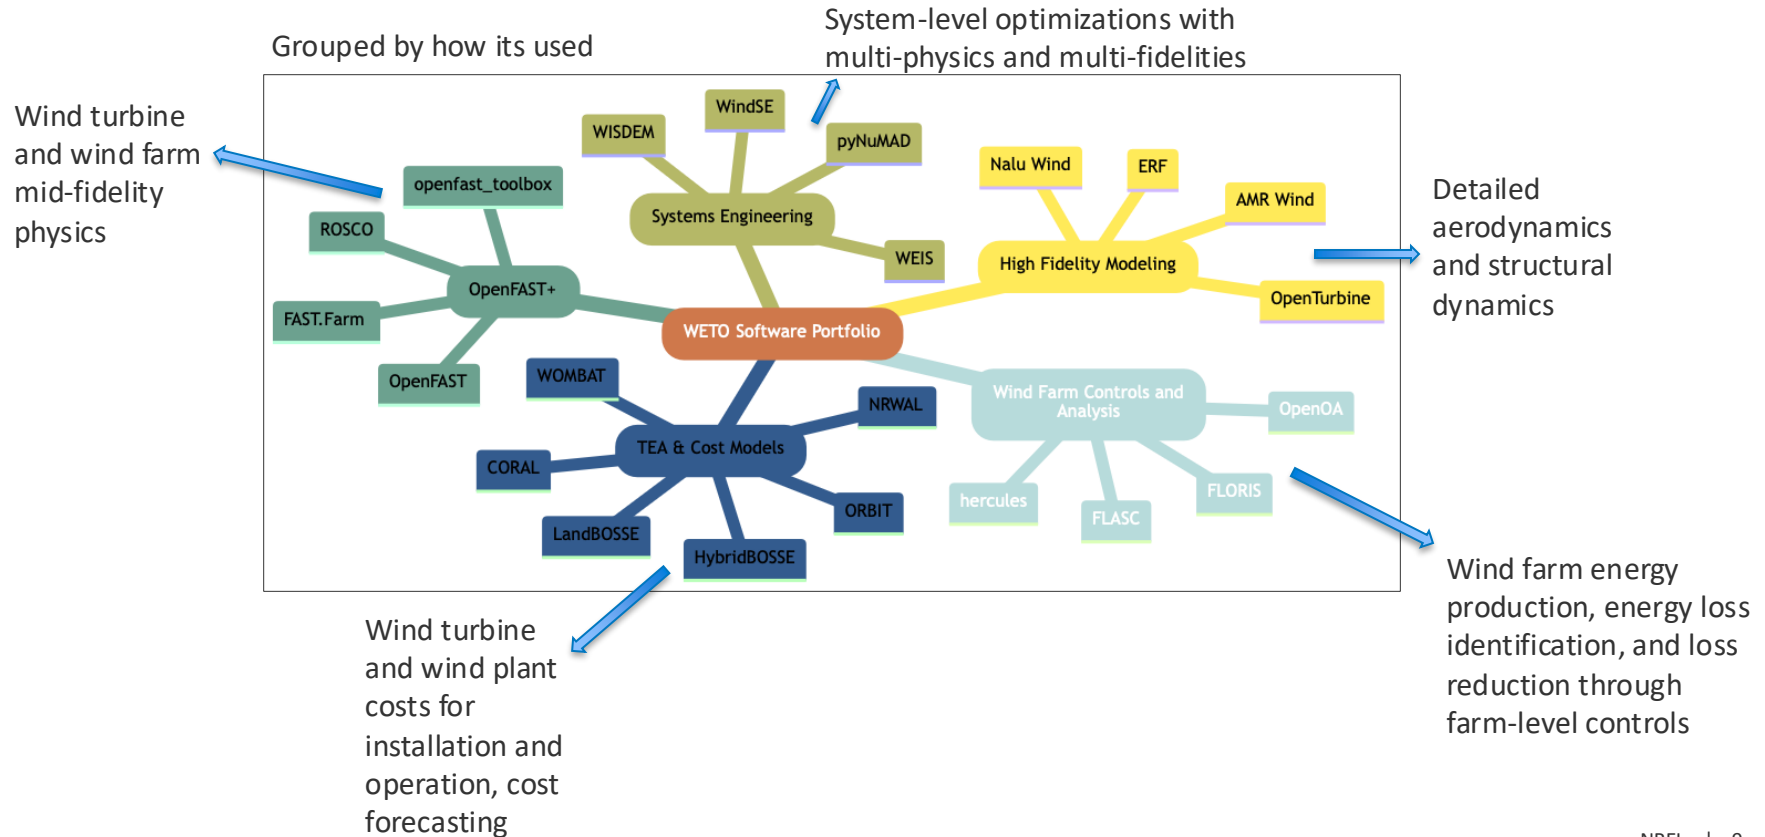 Grouped by how its used
System-level optimizations with
multi-physics and multi-fidelities
Wind turbine
and wind farm
mid-fidelity
physics
WISDEM
WindSE
pyNuMAD
Systems Engineering
WEIS
openfast_toolbox
ROSCO
OpenFAST+
FAST.Farm
OpenFAST
Nalu Wind
ERF
AMR Wind
High Fidelity Modeling
OpenTurbine
Detailed
aerodynamics
and structural
dynamics
WETO Software Portfolio
WOMBAT
NRWAL
TEA & Cost Models
CORAL
ORBIT
LandBOSSE
HybridBOSSE
Wind Farm Controls and
Analysis
OpenOA
FLORIS
hercules
FLASC
Wind turbine
and wind plant
costs for
installation and
operation, cost
forecasting
Wind farm energy
production, energy loss
identification, and loss
reduction through
farm-level controls